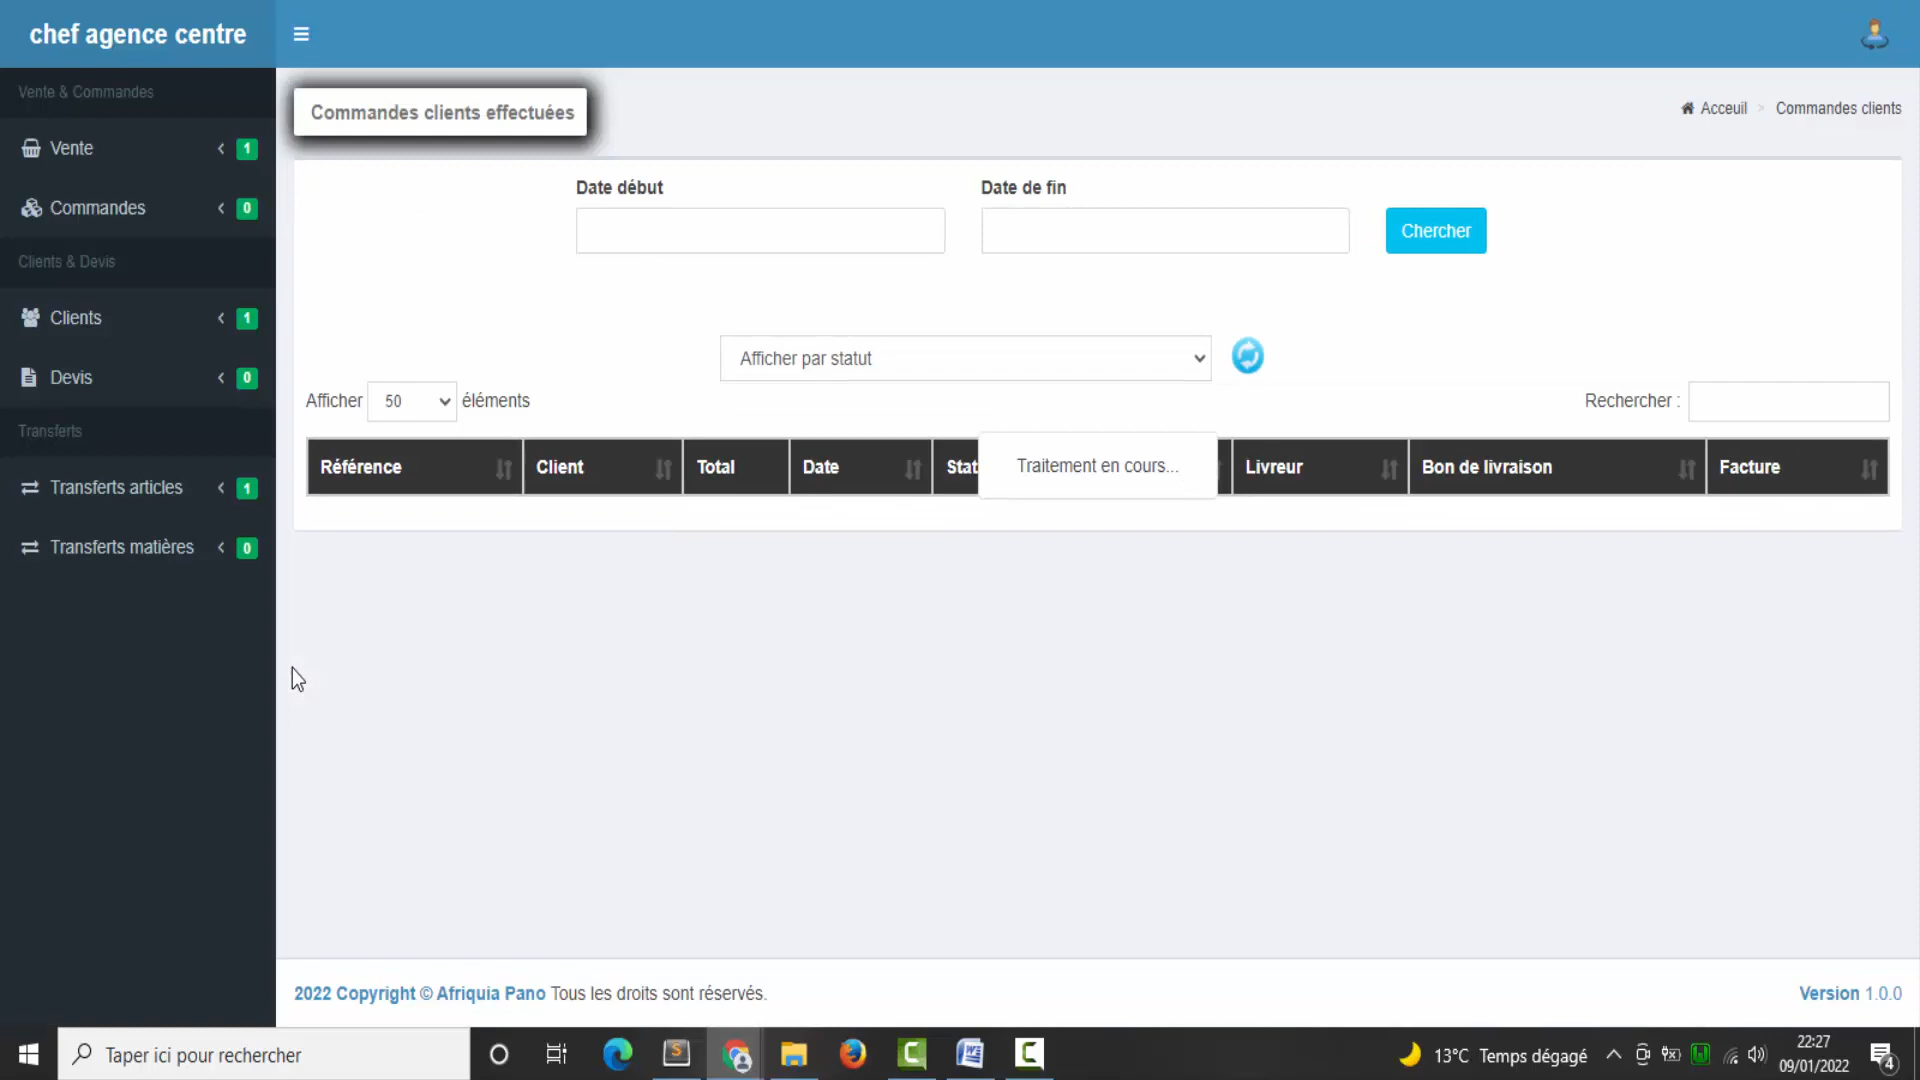 chef agence centre
Vente & Commandes
Vente 1
Commandes 0
Clients & Devis
Clients 1
Devis 0
Transferts
Transferts articles 1
Transferts matières 0
Commandes clients effectuées
Acceuil > Commandes clients
Date début
Date de fin
Chercher
Afficher par statut
Afficher 50 éléments
Rechercher :
Référence Client Total Date Stat Livreur Bon de livraison Facture
Traitement en cours...
2022 Copyright © Afriquia Pano Tous les droits sont réservés.
Version 1.0.0
Taper ici pour rechercher
13°C Temps dégagé
22:27
09/01/2022
4